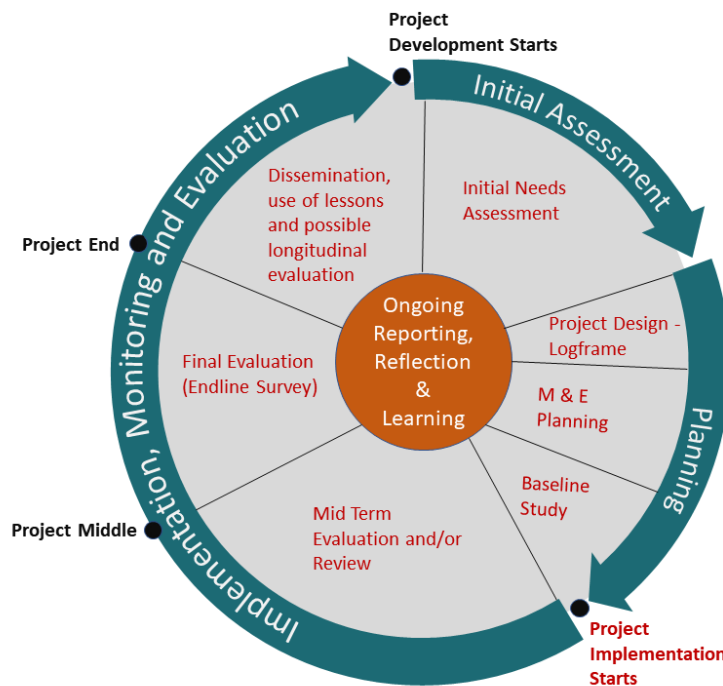 Project
Development Starts
Initial Assessment
Initial Needs
Assessment
Project Design -
Logframe
M & E
Planning
Baseline
Study
Planning
Project
Implementation
Starts
Mid Term
Evaluation and/or
Review
Project Middle
Final Evaluation
(Endline Survey)
Project End
Dissemination,
use of lessons
and possible
longitudinal
evaluation
Implementation, Monitoring and Evaluation
Ongoing
Reporting,
Reflection
&
Learning